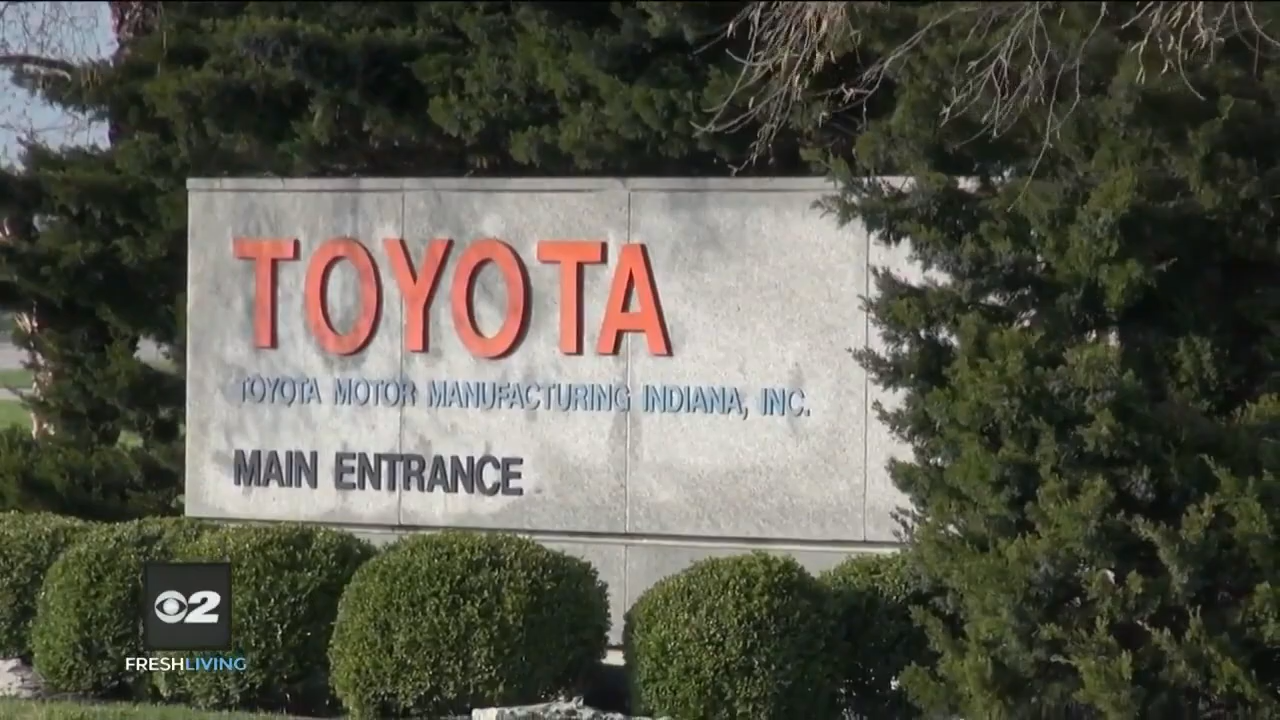 TOYOTA
TOYOTA MOTOR MANUFACTURING INDIANA, INC.
MAIN ENTRANCE
2
FRESHLIVING